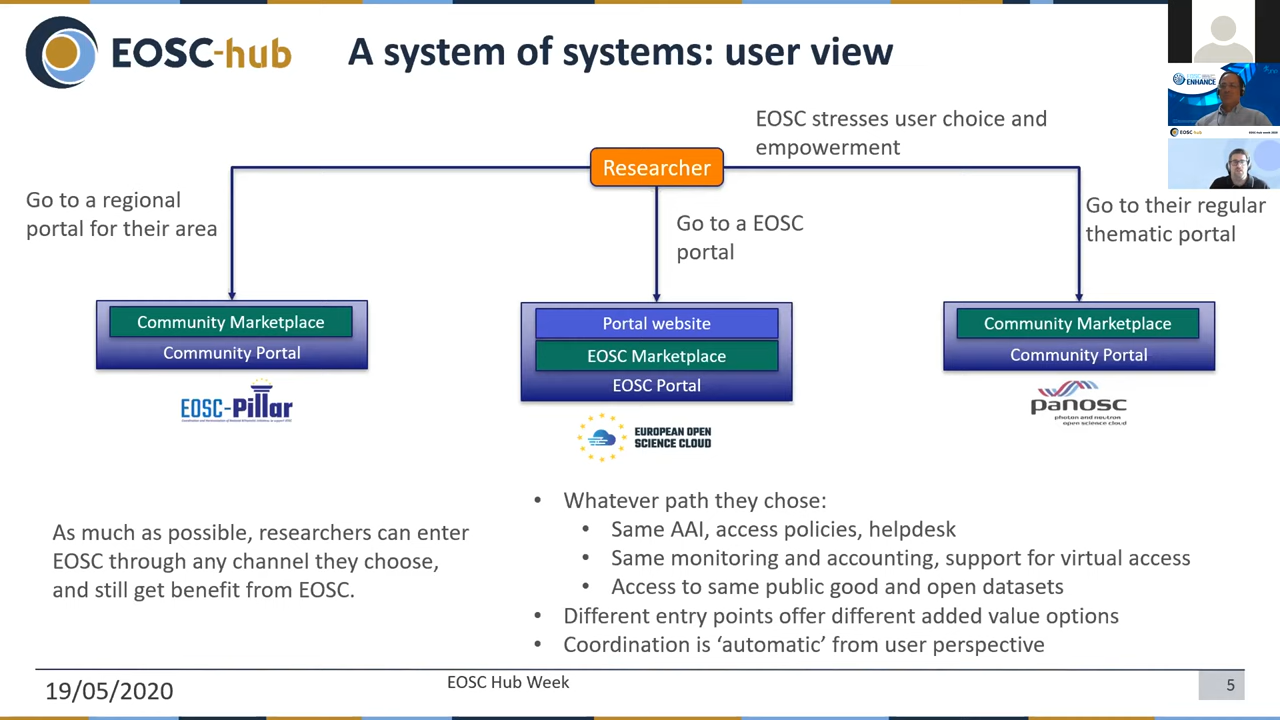 EOSC-hub
A system of systems: user view
EOSC stresses user choice and
empowerment
Researcher
Go to a regional
portal for their area
Go to a EOSC
portal
Go to their regular
thematic portal
Community Marketplace
Community Portal
EOSC-Pillar
Portal website
EOSC Marketplace
EOSC Portal
EUROPEAN OPEN
SCIENCE CLOUD
Community Marketplace
Community Portal
panosc
photon and neutron
open science cloud
As much as possible, researchers can enter
EOSC through any channel they choose,
and still get benefit from EOSC.
• Whatever path they chose:
• Same AAI, access policies, helpdesk
• Same monitoring and accounting, support for virtual access
• Access to same public good and open datasets
• Different entry points offer different added value options
• Coordination is ‘automatic’ from user perspective
19/05/2020
EOSC Hub Week
5
ENHANCE